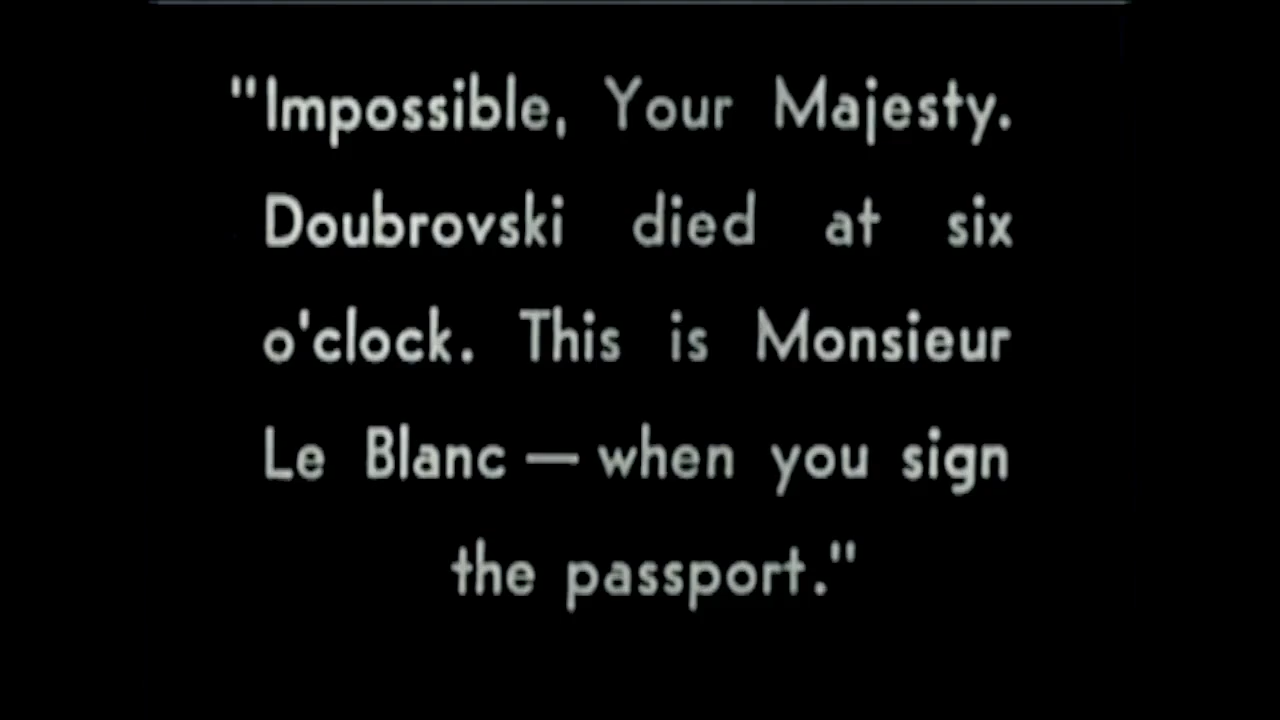 "Impossible, Your Majesty.
Doubrovski died at six
o'clock. This is Monsieur
Le Blanc — when you sign
the passport."